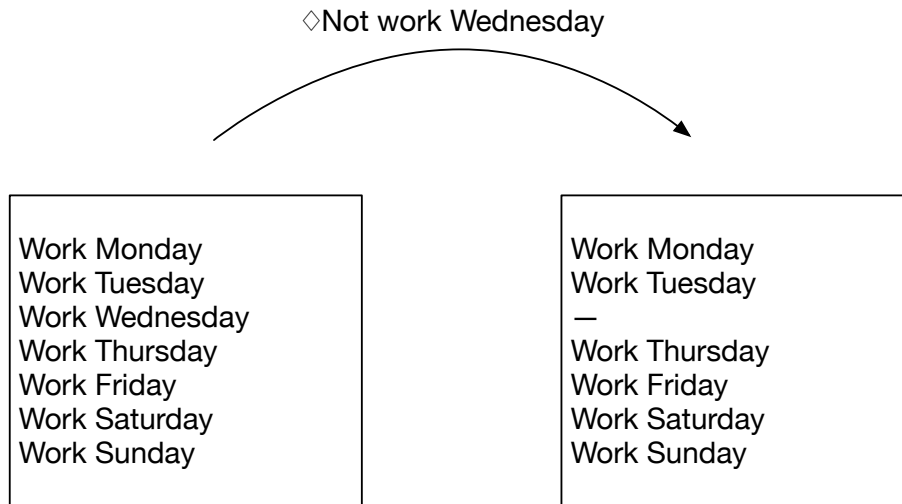 ◇Not work Wednesday
Work Monday
Work Tuesday
Work Wednesday
Work Thursday
Work Friday
Work Saturday
Work Sunday
Work Monday
Work Tuesday
—
Work Thursday
Work Friday
Work Saturday
Work Sunday